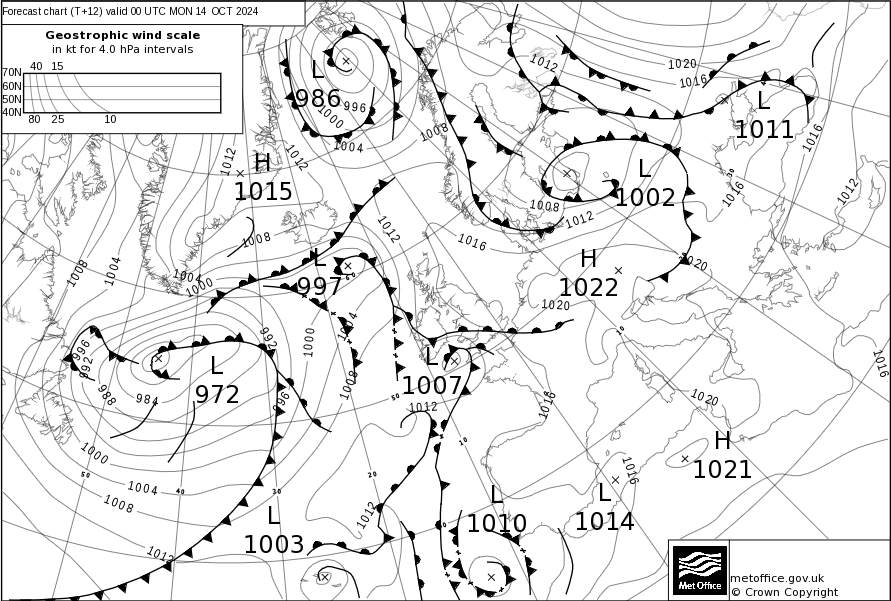 Forecast chart (T+12) valid 00 UTC MON 14 OCT 2024
Geostrophic wind scale
in kt for 4.0 hPa intervals
40 15
70N
60N
50N
40N
80 25 10
L
986
996
1000
1004
1008
1012
1012
H
1015
1008
1004
1008
1004
1000
L
997
1012
1016
1012
1020
1016
L
1011
1016
1012
1016
L
1002
1008
1012
1020
H
1022
1020
1016
996
992
988
984
L
972
992
996
1000
1004
1008
L
1007
1012
1016
1020
H
1021
1016
L
1014
L
1010
1012
1000
1004
1008
1012
L
1003
50
40
30
20
10
50
Met Office
metoffice.gov.uk
© Crown Copyright